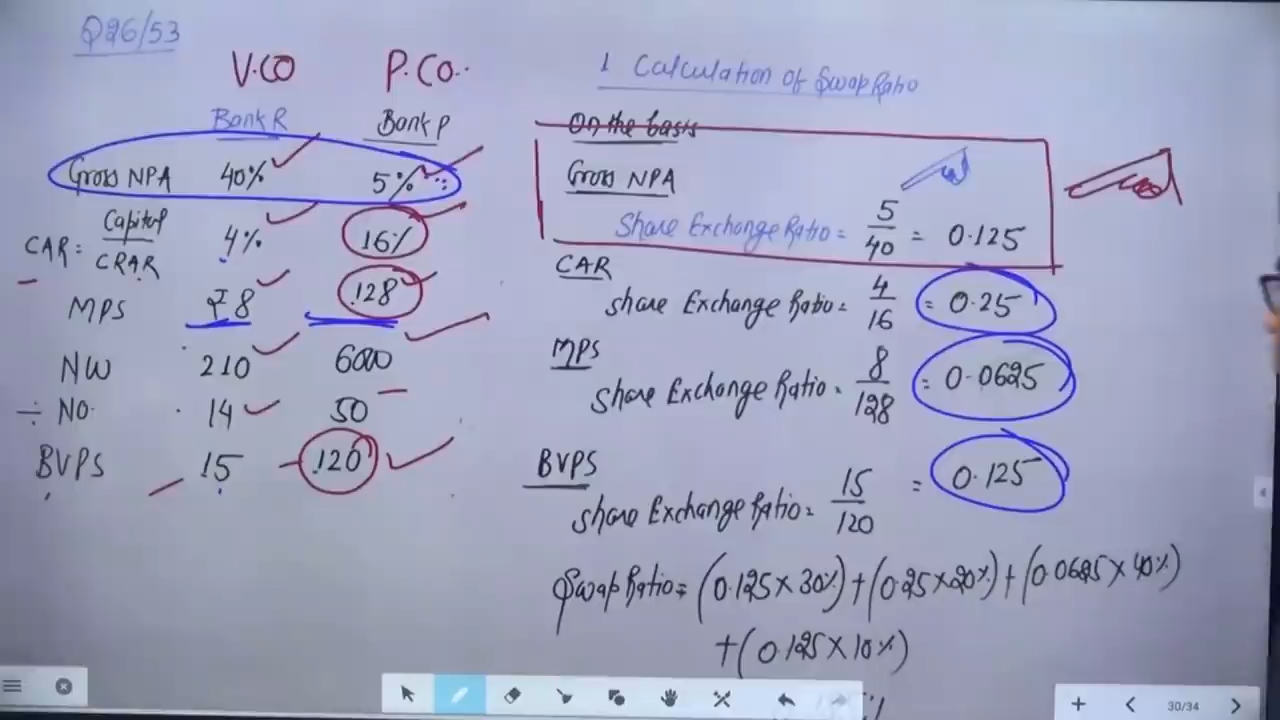 Q26/53
V.CO P.Co.
Bank R Bank P
Gross NPA 40% 5%
CAR = Capital / CRAR 4% 16%
MPS ₹8 128
NW 210 6000
÷ No. 14 50
BVPS 15 120
1 Calculation of Swap Ratio
On the basis
Gross NPA
Share Exchange Ratio = 5/40 = 0.125
CAR
Share Exchange Ratio = 4/16 = 0.25
MPS
Share Exchange Ratio = 8/128 = 0.0625
BVPS
Share Exchange Ratio = 15/120 = 0.125
Swap Ratio = (0.125 × 30%) + (0.25 × 20%) + (0.0625 × 40%)
+ (0.125 × 10%)
30/34